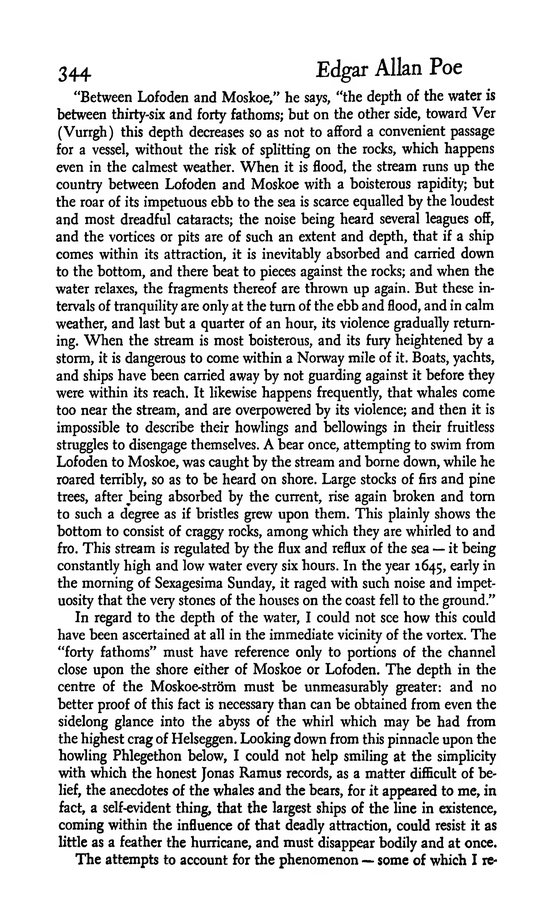 344
Edgar Allan Poe
"Between Lofoden and Moskoe," he says, "the depth of the water is
between thirty-six and forty fathoms; but on the other side, toward Ver
(Vurrgh) this depth decreases so as not to afford a convenient passage
for a vessel, without the risk of splitting on the rocks, which happens
even in the calmest weather. When it is flood, the stream runs up the
country between Lofoden and Moskoe with a boisterous rapidity; but
the roar of its impetuous ebb to the sea is scarce equalled by the loudest
and most dreadful cataracts; the noise being heard several leagues off,
and the vortices or pits are of such an extent and depth, that if a ship
comes within its attraction, it is inevitably absorbed and carried down
to the bottom, and there beat to pieces against the rocks; and when the
water relaxes, the fragments thereof are thrown up again. But these in-
tervals of tranquility are only at the turn of the ebb and flood, and in calm
weather, and last but a quarter of an hour, its violence gradually return-
ing. When the stream is most boisterous, and its fury heightened by a
storm, it is dangerous to come within a Norway mile of it. Boats, yachts,
and ships have been carried away by not guarding against it before they
were within its reach. It likewise happens frequently, that whales come
too near the stream, and are overpowered by its violence; and then it is
impossible to describe their howlings and bellowings in their fruitless
struggles to disengage themselves. A bear once, attempting to swim from
Lofoden to Moskoe, was caught by the stream and borne down, while he
roared terribly, so as to be heard on shore. Large stocks of firs and pine
trees, after being absorbed by the current, rise again broken and torn
to such a degree as if bristles grew upon them. This plainly shows the
bottom to consist of craggy rocks, among which they are whirled to and
fro. This stream is regulated by the flux and reflux of the sea — it being
constantly high and low water every six hours. In the year 1645, early in
the morning of Sexagesima Sunday, it raged with such noise and impet-
uosity that the very stones of the houses on the coast fell to the ground."
In regard to the depth of the water, I could not see how this could
have been ascertained at all in the immediate vicinity of the vortex. The
"forty fathoms" must have reference only to portions of the channel
close upon the shore either of Moskoe or Lofoden. The depth in the
centre of the Moskoe-ström must be unmeasurably greater: and no
better proof of this fact is necessary than can be obtained from even the
sidelong glance into the abyss of the whirl which may be had from
the highest crag of Helseggen. Looking down from this pinnacle upon the
howling Phlegethon below, I could not help smiling at the simplicity
with which the honest Jonas Ramus records, as a matter difficult of be-
lief, the anecdotes of the whales and the bears, for it appeared to me, in
fact, a self-evident thing, that the largest ships of the line in existence,
coming within the influence of that deadly attraction, could resist it as
little as a feather the hurricane, and must disappear bodily and at once.
The attempts to account for the phenomenon — some of which I re-